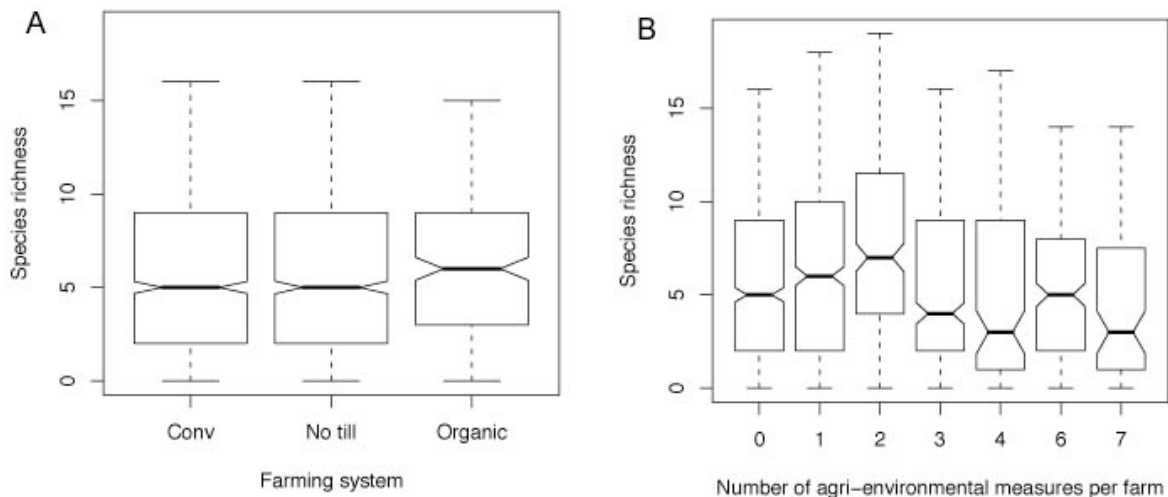 A
Species richness
15
10
5
0
Conv No till Organic
Farming system
B
Species richness
15
10
5
0
0 1 2 3 4 6 7
Number of agri-environmental measures per farm